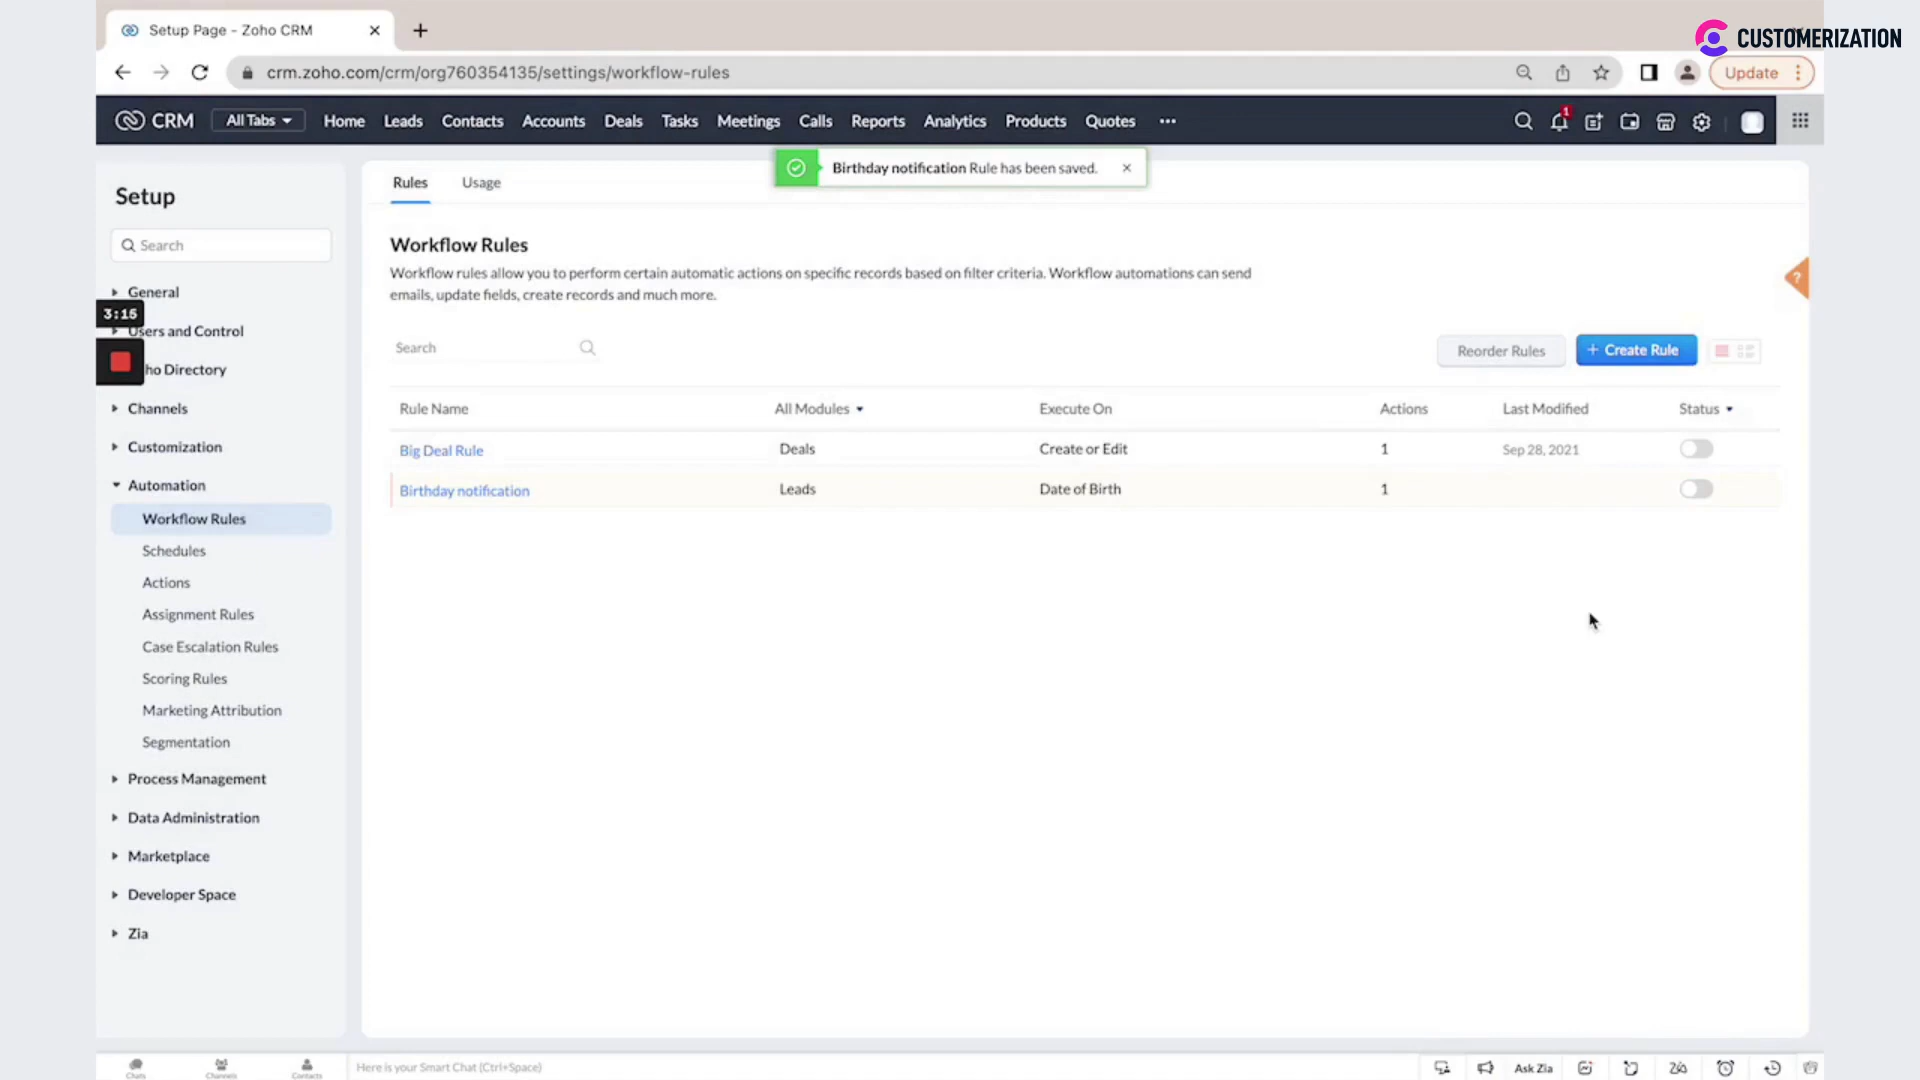 Setup Page - Zoho CRM
CUSTOMERIZATION
crm.zoho.com/crm/org760354135/settings/workflow-rules
Update
CRM
All Tabs
Home
Leads
Contacts
Accounts
Deals
Tasks
Meetings
Calls
Reports
Analytics
Products
Quotes
1
Birthday notification Rule has been saved.
Setup
Search
General
3:15
Users and Control
ho Directory
Channels
Customization
Automation
Workflow Rules
Schedules
Actions
Assignment Rules
Case Escalation Rules
Scoring Rules
Marketing Attribution
Segmentation
Process Management
Data Administration
Marketplace
Developer Space
Zia
Rules
Usage
Workflow Rules
Workflow rules allow you to perform certain automatic actions on specific records based on filter criteria. Workflow automations can send
emails, update fields, create records and much more.
Search
Reorder Rules
+ Create Rule
?
Rule Name
All Modules
Execute On
Actions
Last Modified
Status
Big Deal Rule
Deals
Create or Edit
1
Sep 28, 2021
Birthday notification
Leads
Date of Birth
1
Chats
Channels
Contacts
Here is your Smart Chat (Ctrl+Space)
Ask Zia